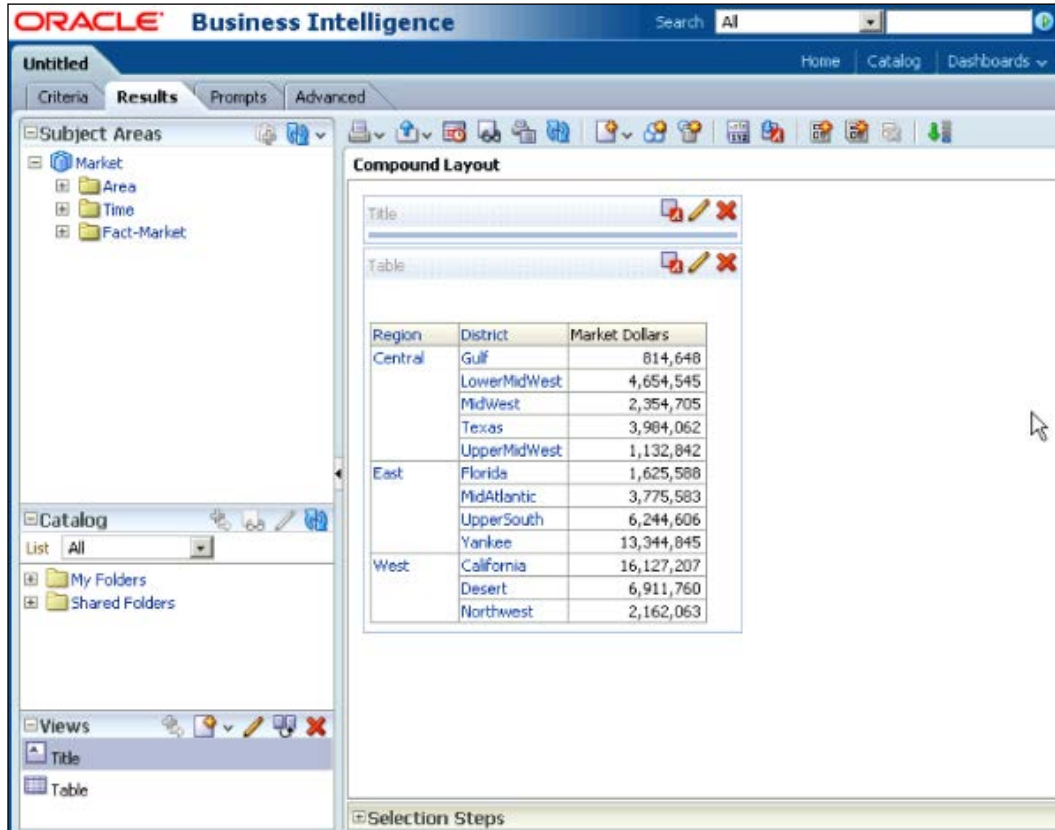 ORACLE Business Intelligence Search All
Untitled Home Catalog Dashboards
Criteria Results Prompts Advanced
Subject Areas
Market
Area
Time
Fact-Market
Catalog
List All
My Folders
Shared Folders
Views
Title
Table
Compound Layout
Title
Table
Region District Market Dollars
Central Gulf 814,648
LowerMidWest 4,654,545
MidWest 2,354,705
Texas 3,984,062
UpperMidWest 1,132,842
East Florida 1,625,588
MidAtlantic 3,775,583
UpperSouth 6,244,606
Yankee 13,344,845
West California 16,127,207
Desert 6,911,760
Northwest 2,162,063
Selection Steps